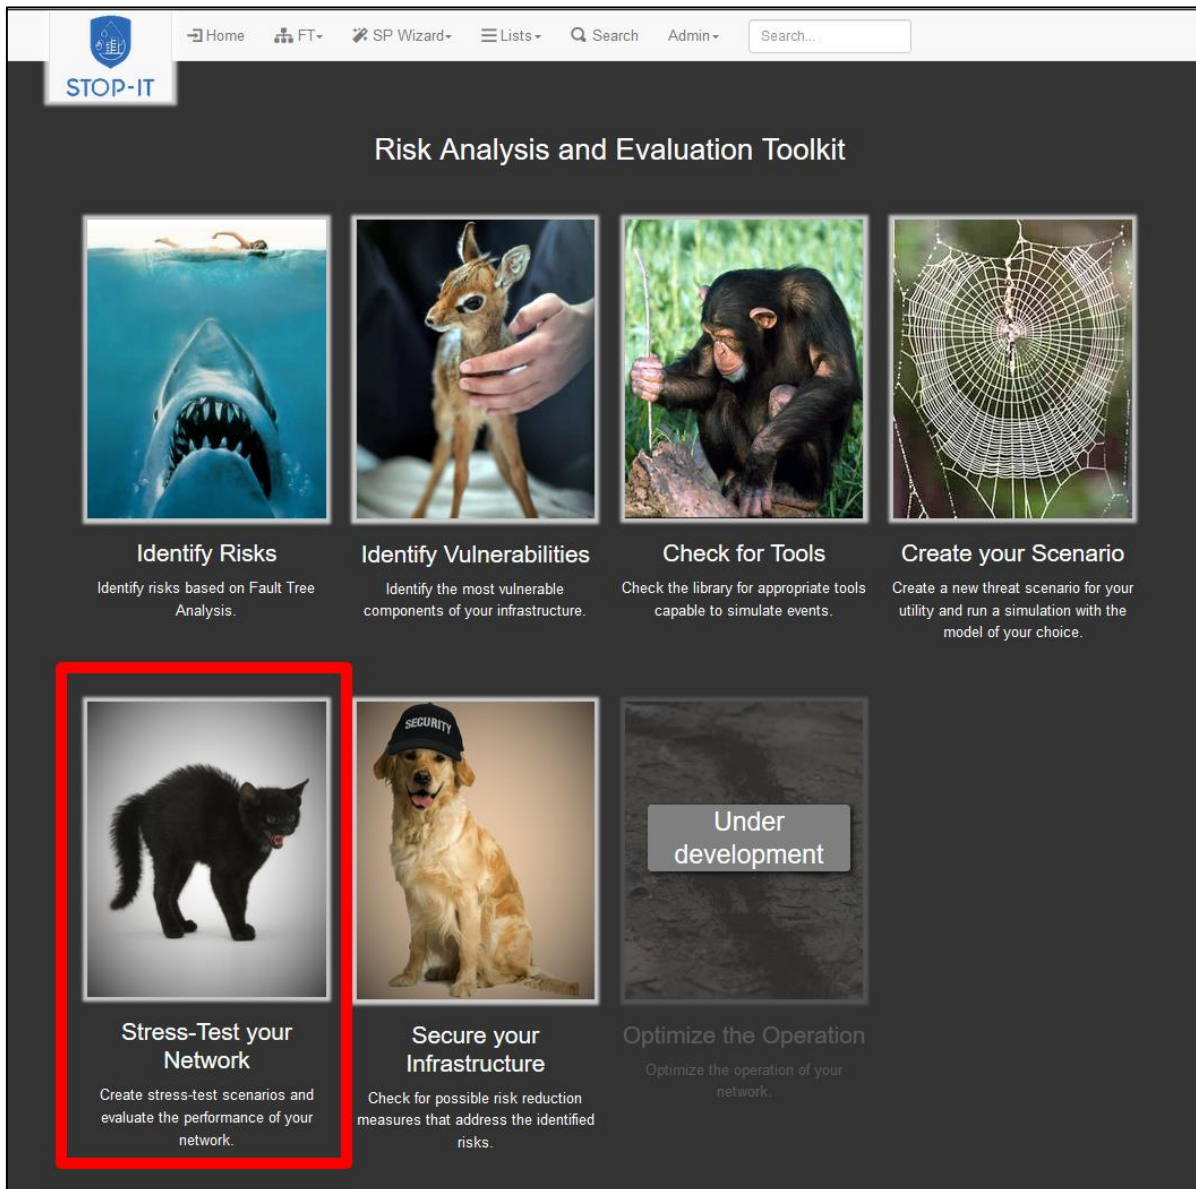 Home FT SP Wizard Lists Search Admin Search...
STOP-IT
Risk Analysis and Evaluation Toolkit
Identify Risks
Identify risks based on Fault Tree
Analysis.
Identify Vulnerabilities
Identify the most vulnerable
components of your infrastructure.
Check for Tools
Check the library for appropriate tools
capable to simulate events.
Create your Scenario
Create a new threat scenario for your
utility and run a simulation with the
model of your choice.
SECURITY
Under
development
Stress-Test your
Network
Create stress-test scenarios and
evaluate the performance of your
network.
Secure your
Infrastructure
Check for possible risk reduction
measures that address the identified
risks.
Optimize the Operation
Optimize the operation of your
network.